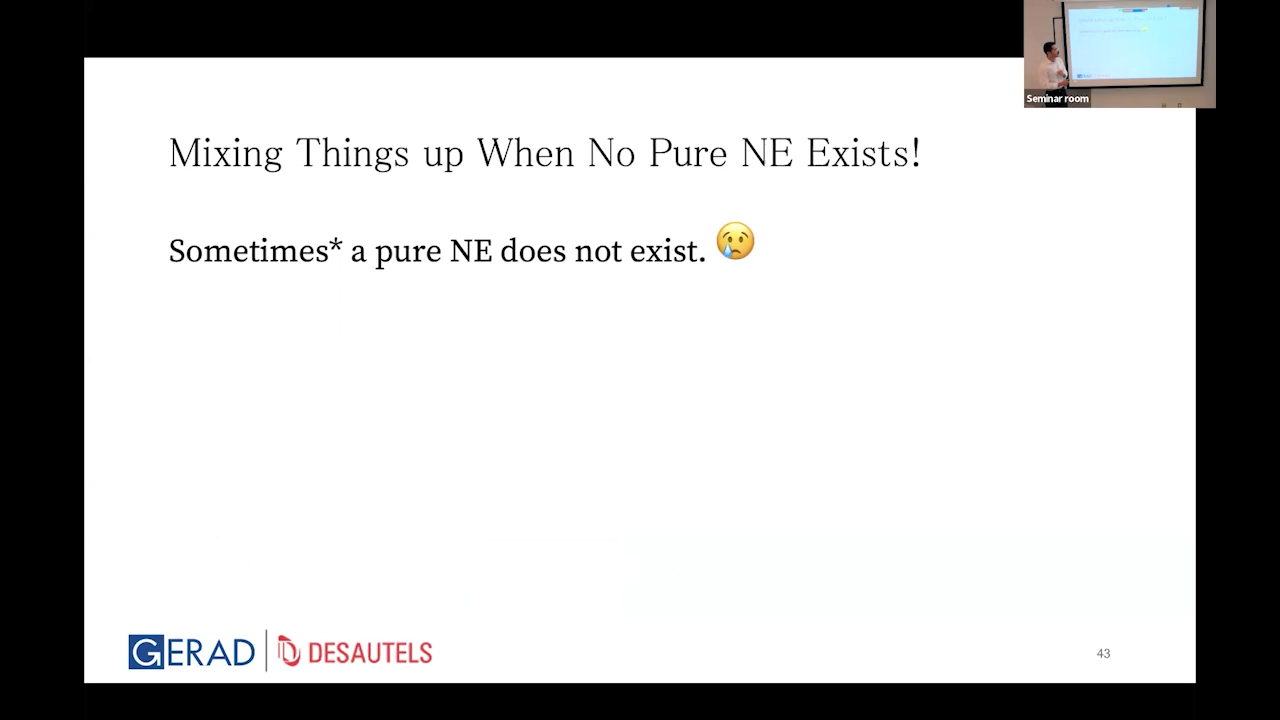 Mixing Things up When No Pure NE Exists!
Sometimes* a pure NE does not exist. 😢
GERAD | DESAUTELS
43
Seminar room